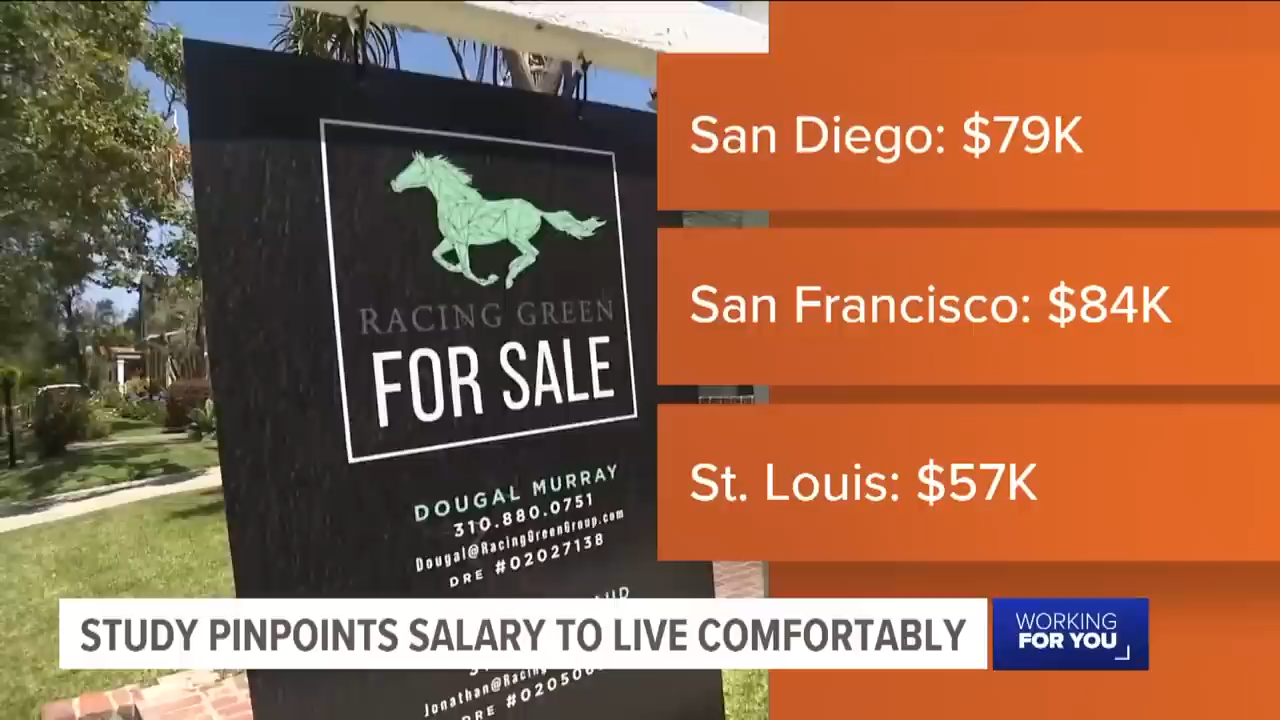 RACING GREEN
FOR SALE
DOUGAL MURRAY
310.880.0751
Dougal@RacingGreenGroup.com
DRE #02027138
San Diego: $79K
San Francisco: $84K
St. Louis: $57K
STUDY PINPOINTS SALARY TO LIVE COMFORTABLY
WORKING
FOR YOU